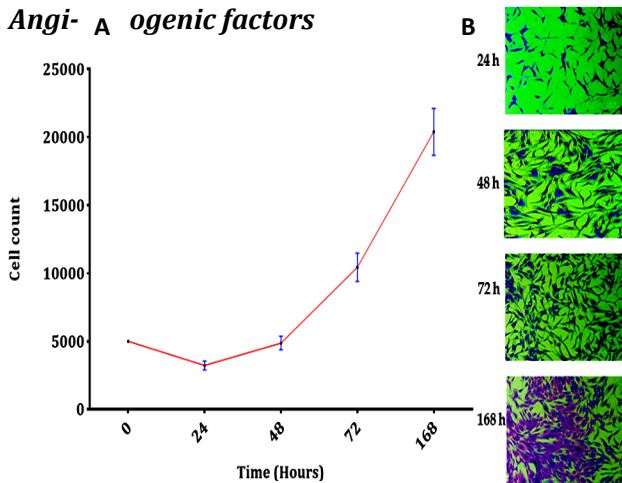 Angi- A ogenic factors
B
25000
20000
15000
10000
5000
0
Cell count
0
24
48
72
168
Time (Hours)
24 h
48 h
72 h
168 h